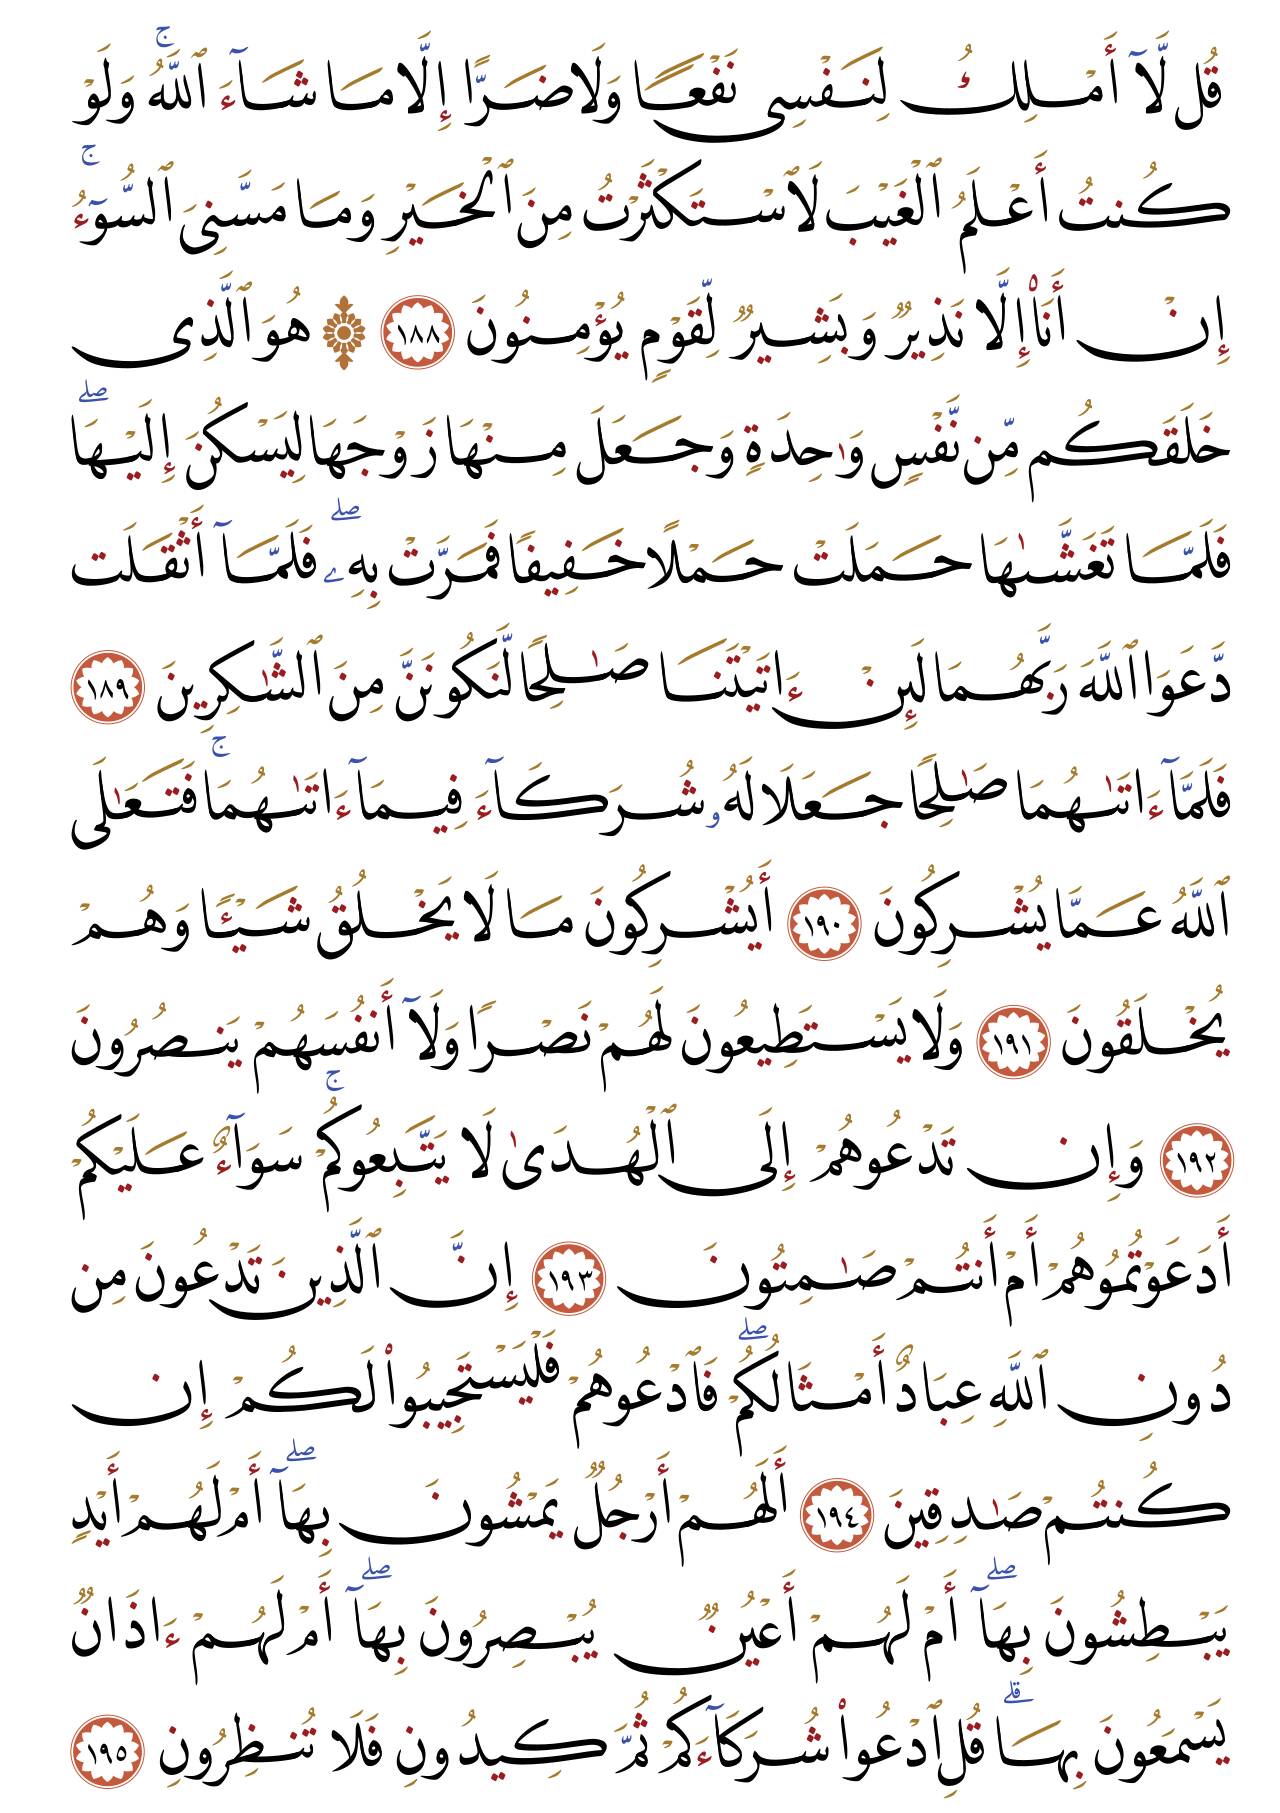 قُل لَّآ أَمْلِكُ لِنَفْسِى نَفْعًا وَلَا ضَرًّا إِلَّا مَا شَآءَ ٱللَّهُ ۚ وَلَوْ
كُنتُ أَعْلَمُ ٱلْغَيْبَ لَٱسْتَكْثَرْتُ مِنَ ٱلْخَيْرِ وَمَا مَسَّنِىَ ٱلسُّوٓءُ ۚ
إِنْ أَنَا۠ إِلَّا نَذِيرٌ وَبَشِيرٌ لِّقَوْمٍ يُؤْمِنُونَ ١٨٨ ۞ هُوَ ٱلَّذِى
خَلَقَكُم مِّن نَّفْسٍ وَٰحِدَةٍ وَجَعَلَ مِنْهَا زَوْجَهَا لِيَسْكُنَ إِلَيْهَا ۖ
فَلَمَّا تَغَشَّىٰهَا حَمَلَتْ حَمْلًا خَفِيفًا فَمَرَّتْ بِهِۦ ۖ فَلَمَّآ أَثْقَلَت
دَّعَوَا ٱللَّهَ رَبَّهُمَا لَئِنْ ءَاتَيْتَنَا صَـٰلِحًا لَّنَكُونَنَّ مِنَ ٱلشَّـٰكِرِينَ ١٨٩
فَلَمَّآ ءَاتَىٰهُمَا صَـٰلِحًا جَعَلَا لَهُۥ شُرَكَآءَ فِيمَآ ءَاتَىٰهُمَا ۚ فَتَعَـٰلَى
ٱللَّهُ عَمَّا يُشْرِكُونَ ١٩٠ أَيُشْرِكُونَ مَا لَا يَخْلُقُ شَيْـًٔا وَهُمْ
يُخْلَقُونَ ١٩١ وَلَا يَسْتَطِيعُونَ لَهُمْ نَصْرًا وَلَآ أَنفُسَهُمْ يَنصُرُونَ
١٩٢ وَإِن تَدْعُوهُمْ إِلَى ٱلْهُدَىٰ لَا يَتَّبِعُوكُمْ ۚ سَوَآءٌ عَلَيْكُمْ
أَدَعَوْتُمُوهُمْ أَمْ أَنتُمْ صَـٰمِتُونَ ١٩٣ إِنَّ ٱلَّذِينَ تَدْعُونَ مِن
دُونِ ٱللَّهِ عِبَادٌ أَمْثَالُكُمْ ۖ فَٱدْعُوهُمْ فَلْيَسْتَجِيبُوا۟ لَكُمْ إِن
كُنتُمْ صَـٰدِقِينَ ١٩٤ أَلَهُمْ أَرْجُلٌ يَمْشُونَ بِهَآ ۖ أَمْ لَهُمْ أَيْدٍ
يَبْطِشُونَ بِهَآ ۖ أَمْ لَهُمْ أَعْيُنٌ يُبْصِرُونَ بِهَآ ۖ أَمْ لَهُمْ ءَاذَانٌ
يَسْمَعُونَ بِهَا ۗ قُلِ ٱدْعُوا۟ شُرَكَآءَكُمْ ثُمَّ كِيدُونِ فَلَا تُنظِرُونِ ١٩٥